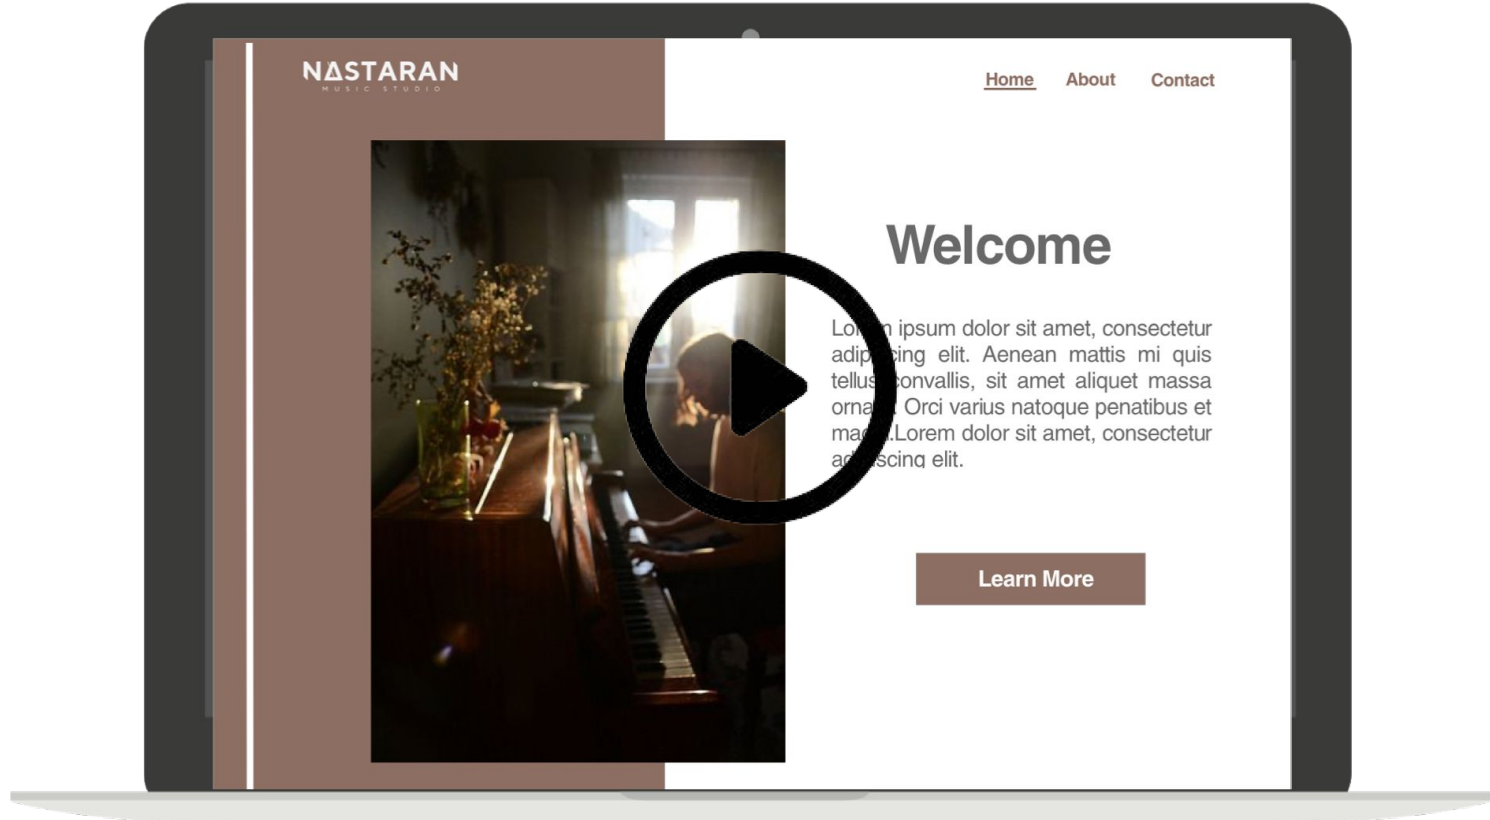 NASTARAN
MUSIC STUDIO
Home About Contact
Welcome
ipsum dolor sit amet, consectetur
elit. Aenean mattis mi quis
tellus convallis, sit amet aliquet massa
Orci varius natoque penatibus et
.Lorem dolor sit amet, consectetur
elit.
Learn More